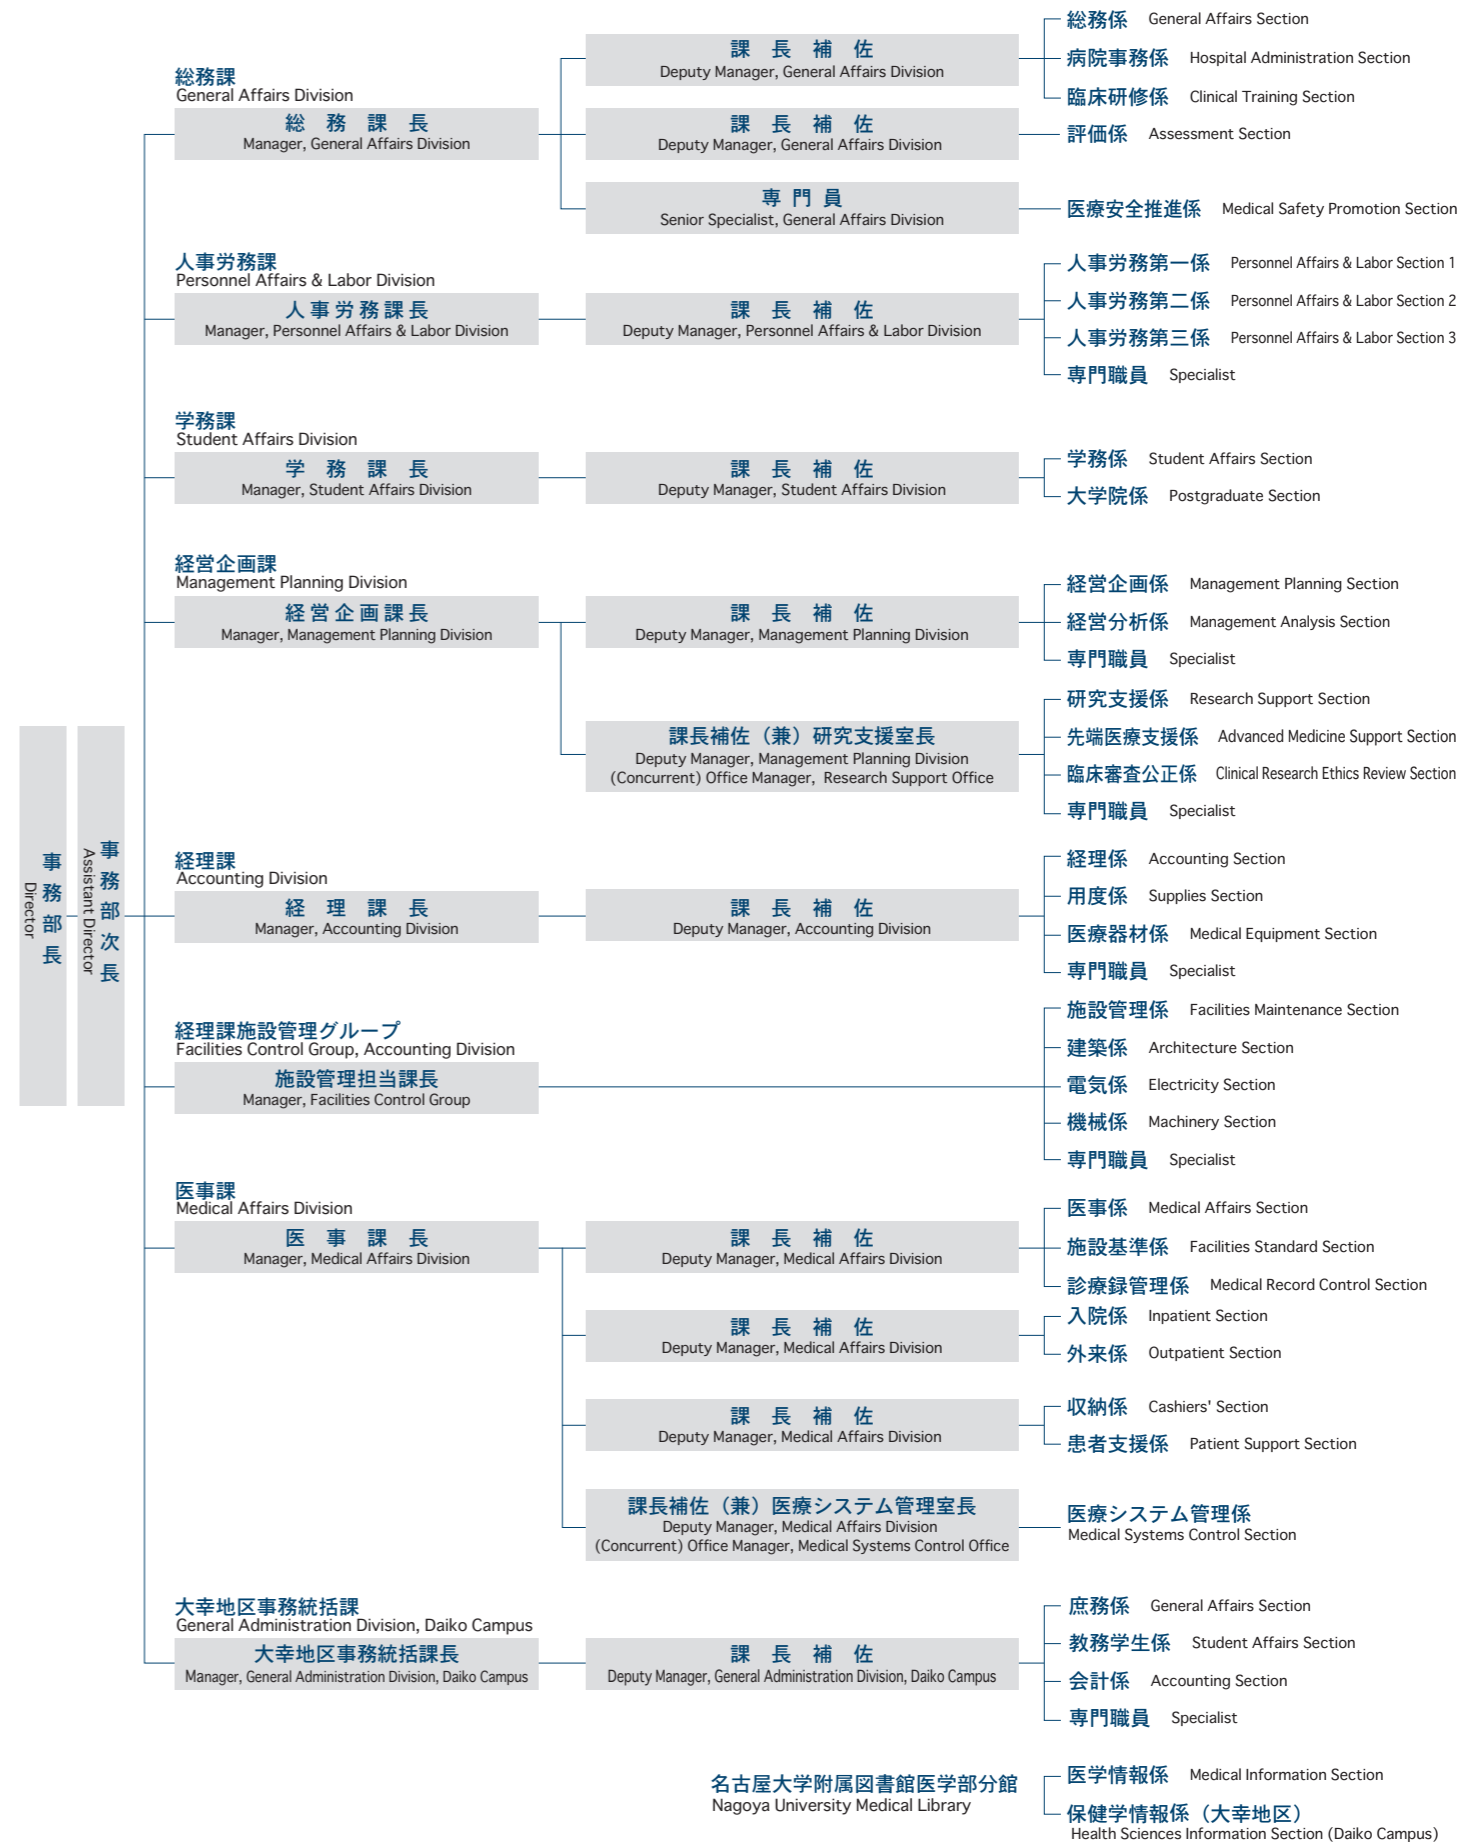 事務部長
Director
事務部次長
Assistant Director
総務課
General Affairs Division
総務課長
Manager, General Affairs Division
課長補佐
Deputy Manager, General Affairs Division
総務係 General Affairs Section
病院事務係 Hospital Administration Section
臨床研修係 Clinical Training Section
課長補佐
Deputy Manager, General Affairs Division
評価係 Assessment Section
専門員
Senior Specialist, General Affairs Division
医療安全推進係 Medical Safety Promotion Section
人事労務課
Personnel Affairs & Labor Division
人事労務課長
Manager, Personnel Affairs & Labor Division
課長補佐
Deputy Manager, Personnel Affairs & Labor Division
人事労務第一係 Personnel Affairs & Labor Section 1
人事労務第二係 Personnel Affairs & Labor Section 2
人事労務第三係 Personnel Affairs & Labor Section 3
専門職員 Specialist
学務課
Student Affairs Division
学務課長
Manager, Student Affairs Division
課長補佐
Deputy Manager, Student Affairs Division
学務係 Student Affairs Section
大学院係 Postgraduate Section
経営企画課
Management Planning Division
経営企画課長
Manager, Management Planning Division
課長補佐
Deputy Manager, Management Planning Division
経営企画係 Management Planning Section
経営分析係 Management Analysis Section
専門職員 Specialist
課長補佐（兼）研究支援室長
Deputy Manager, Management Planning Division
(Concurrent) Office Manager, Research Support Office
研究支援係 Research Support Section
先端医療支援係 Advanced Medicine Support Section
臨床審査公正係 Clinical Research Ethics Review Section
専門職員 Specialist
経理課
Accounting Division
経理課長
Manager, Accounting Division
課長補佐
Deputy Manager, Accounting Division
経理係 Accounting Section
用度係 Supplies Section
医療器材係 Medical Equipment Section
専門職員 Specialist
経理課施設管理グループ
Facilities Control Group, Accounting Division
施設管理担当課長
Manager, Facilities Control Group
施設管理係 Facilities Maintenance Section
建築係 Architecture Section
電気係 Electricity Section
機械係 Machinery Section
専門職員 Specialist
医事課
Medical Affairs Division
医事課長
Manager, Medical Affairs Division
課長補佐
Deputy Manager, Medical Affairs Division
医事係 Medical Affairs Section
施設基準係 Facilities Standard Section
診療録管理係 Medical Record Control Section
課長補佐
Deputy Manager, Medical Affairs Division
入院係 Inpatient Section
外来係 Outpatient Section
課長補佐
Deputy Manager, Medical Affairs Division
収納係 Cashiers' Section
患者支援係 Patient Support Section
課長補佐（兼）医療システム管理室長
Deputy Manager, Medical Affairs Division
(Concurrent) Office Manager, Medical Systems Control Office
医療システム管理係
Medical Systems Control Section
大幸地区事務統括課
General Administration Division, Daiko Campus
大幸地区事務統括課長
Manager, General Administration Division, Daiko Campus
課長補佐
Deputy Manager, General Administration Division, Daiko Campus
庶務係 General Affairs Section
教務学生係 Student Affairs Section
会計係 Accounting Section
専門職員 Specialist
名古屋大学附属図書館医学部分館
Nagoya University Medical Library
医学情報係 Medical Information Section
保健学情報係（大幸地区）
Health Sciences Information Section (Daiko Campus)